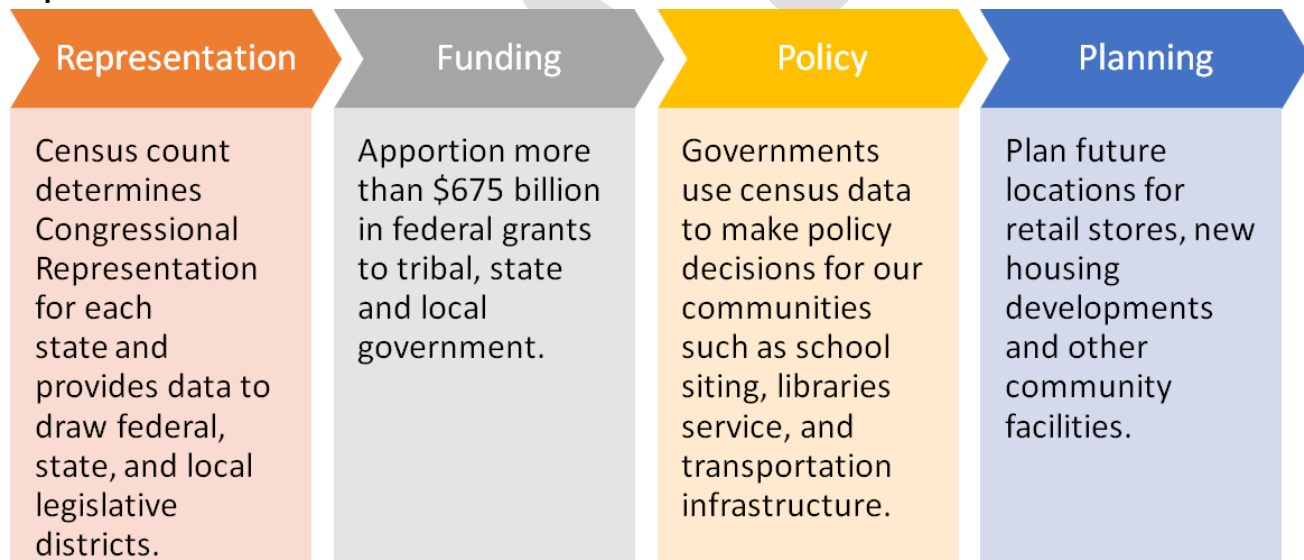 Representation
Census count
determines
Congressional
Representation
for each
state and
provides data to
draw federal,
state, and local
legislative
districts.
Funding
Apportion more
than $675 billion
in federal grants
to tribal, state
and local
government.
Policy
Governments
use census data
to make policy
decisions for our
communities
such as school
siting, libraries
service, and
transportation
infrastructure.
Planning
Plan future
locations for
retail stores, new
housing
developments
and other
community
facilities.